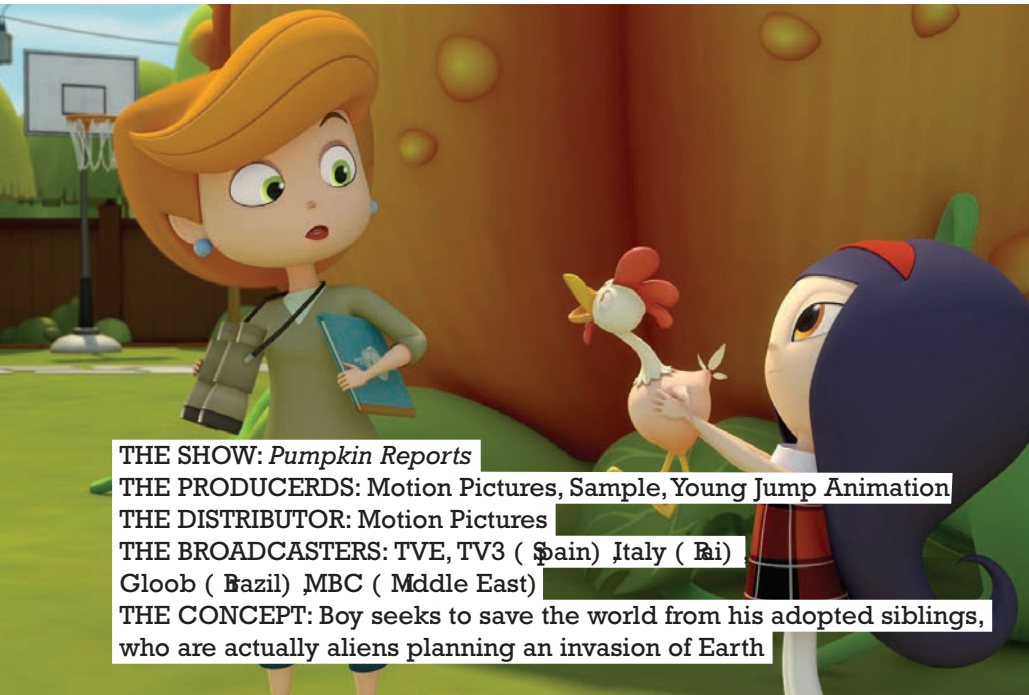 THE SHOW: Pumpkin Reports
THE PRODUCERDS: Motion Pictures, Sample, Young Jump Animation
THE DISTRIBUTOR: Motion Pictures
THE BROADCASTERS: TVE, TV3 ( Spain) ,Italy ( Rai) ,
Gloob ( Brazil) ,MBC ( Middle East)
THE CONCEPT: Boy seeks to save the world from his adopted siblings,
who are actually aliens planning an invasion of Earth